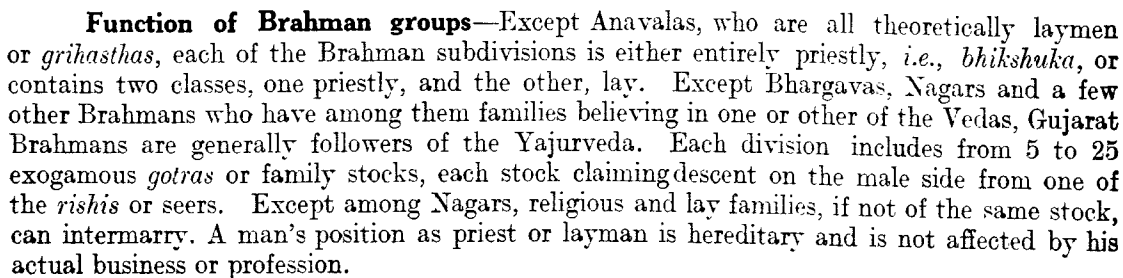 Function of Brahman groups—Except Anavalas, who are all theoretically laymen
or grihasthas, each of the Brahman subdivisions is either entirely priestly, i.e., bhikshuka, or
contains two classes, one priestly, and the other, lay. Except Bhargavas, Nagars and a few
other Brahmans who have among them families believing in one or other of the Vedas, Gujarat
Brahmans are generally followers of the Yajurveda. Each division includes from 5 to 25
exogamous gotras or family stocks, each stock claiming descent on the male side from one of
the rishis or seers. Except among Nagars, religious and lay families, if not of the same stock,
can intermarry. A man's position as priest or layman is hereditary and is not affected by his
actual business or profession.